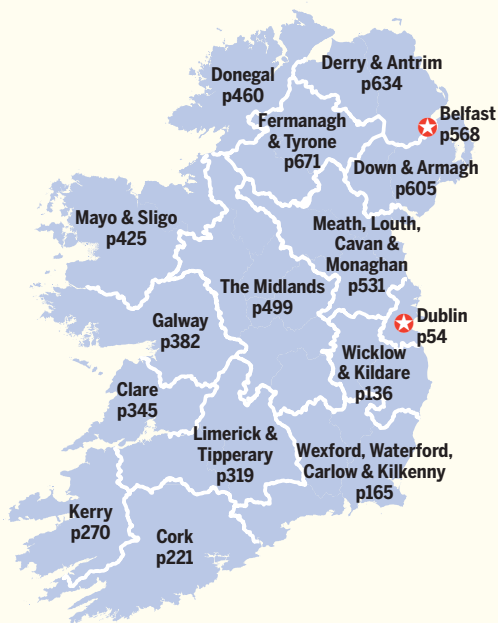 Derry & Antrim
p634
Donegal
p460
Belfast
p568
Fermanagh
& Tyrone
p671
Down & Armagh
p605
Mayo & Sligo
p425
Meath, Louth,
Cavan &
Monaghan
p531
The Midlands
p499
Galway
p382
Dublin
p54
Wicklow
& Kildare
p136
Clare
p345
Limerick &
Tipperary
p319
Wexford, Waterford,
Carlow & Kilkenny
p165
Kerry
p270
Cork
p221